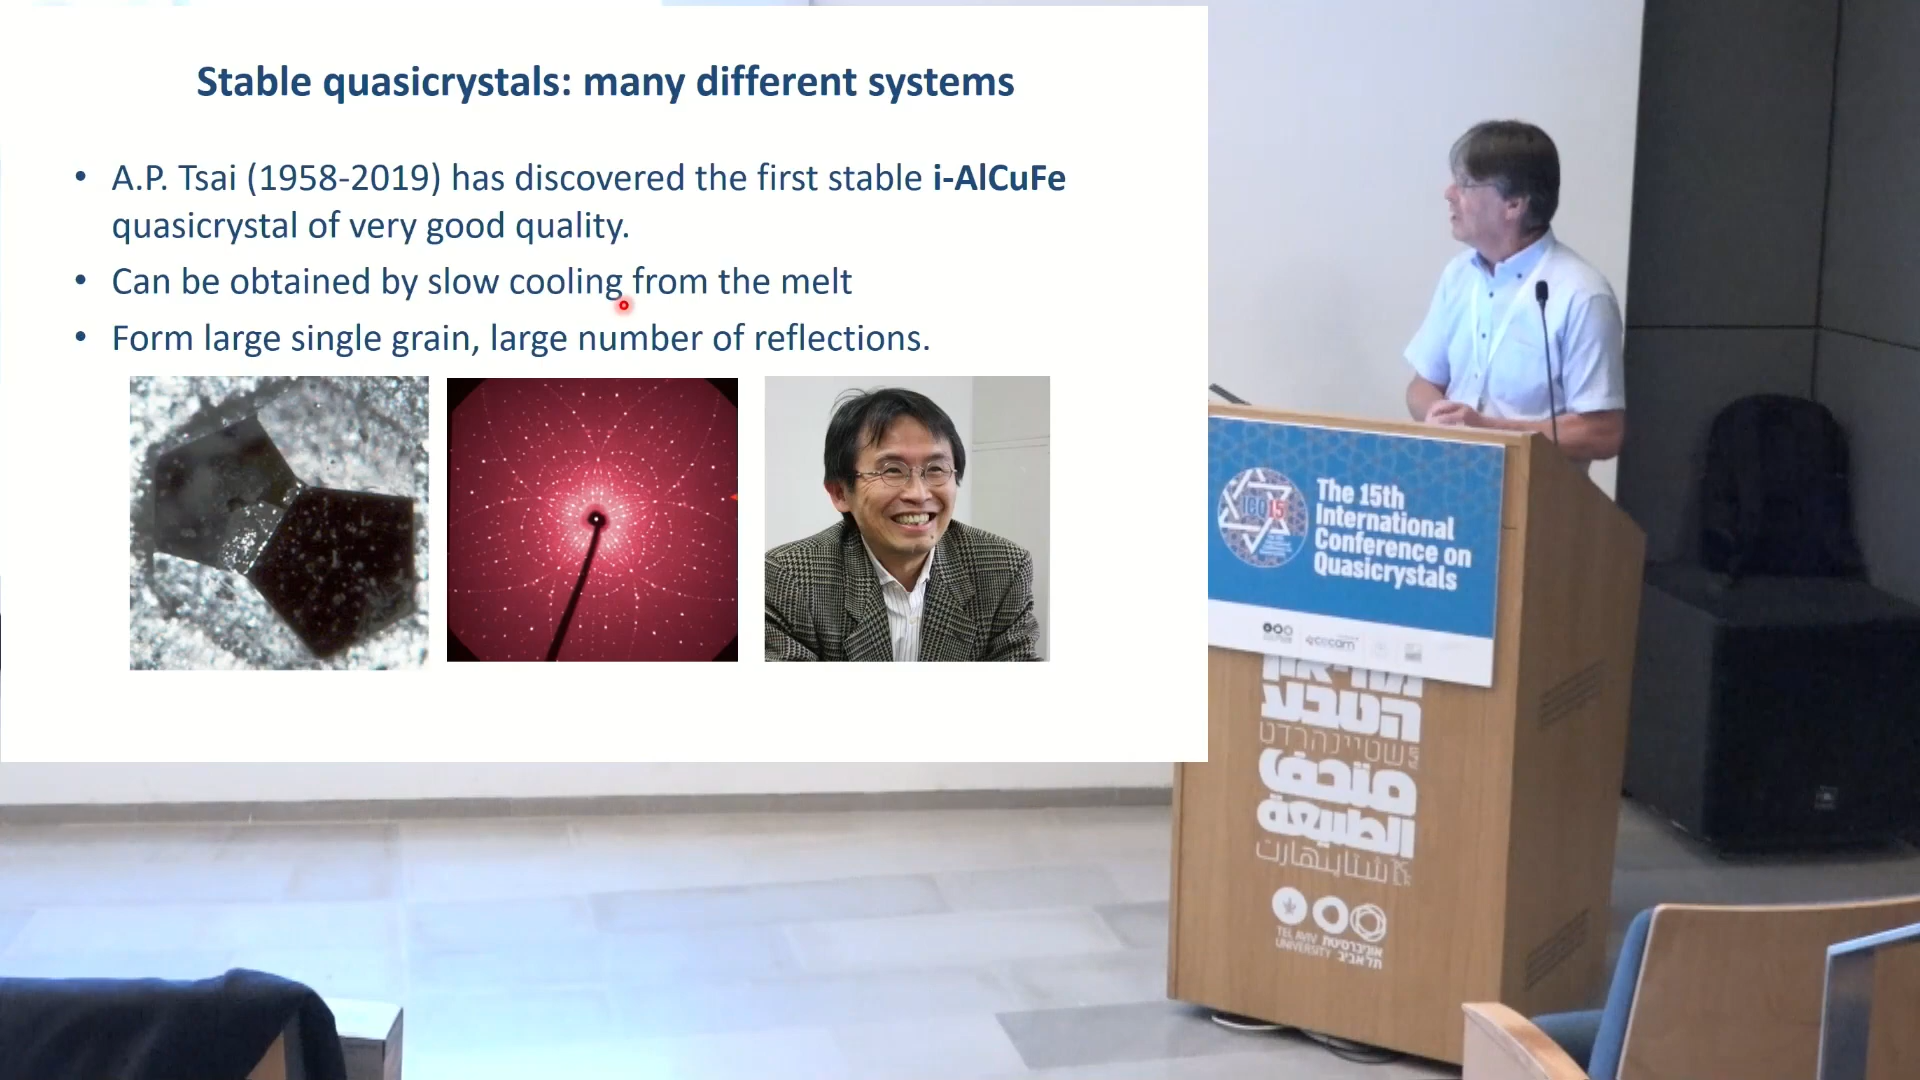 Stable quasicrystals: many different systems
• A.P. Tsai (1958-2019) has discovered the first stable i-AlCuFe
quasicrystal of very good quality.
• Can be obtained by slow cooling from the melt
• Form large single grain, large number of reflections.
ICQ15
The 15th
International
Conference on
Quasicrystals
cecam
הטבע
שטיינהרדט
متحف
الطبيعة
شتاينهارت
TEL AVIV
UNIVERSITY
אוניברסיטת
תל אביב